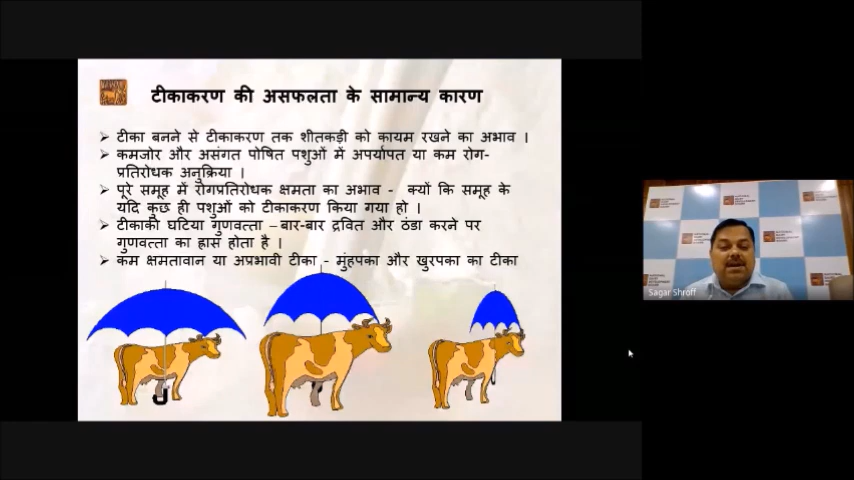 टीकाकरण की असफलता के सामान्य कारण
➢ टीका बनने से टीकाकरण तक शीतकड़ी को कायम रखने का अभाव ।
➢ कमजोर और असंगत पोषित पशुओं में अपर्यापत या कम रोग-
प्रतिरोधक अनुक्रिया ।
➢ पूरे समूह में रोगप्रतिरोधक क्षमता का अभाव - क्यों कि समूह के
यदि कुछ ही पशुओं को टीकाकरण किया गया हो ।
➢ टीकाकी घटिया गुणवत्ता – बार-बार द्रवित और ठंडा करने पर
गुणवत्ता का ह्रास होता है ।
➢ कम क्षमतावान या अप्रभावी टीका - मुंहपका और खुरपका का टीका
Sagar Shroff